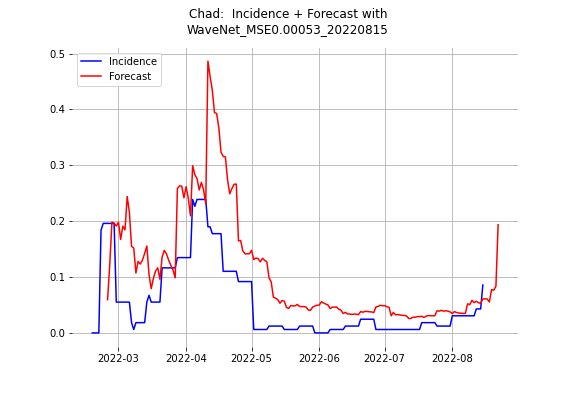 Chad:  Incidence + Forecast with
WaveNet_MSE0.00053_20220815
Incidence
Forecast
0.5
0.4
0.3
0.2
0.1
0.0
2022-03 2022-04 2022-05 2022-06 2022-07 2022-08